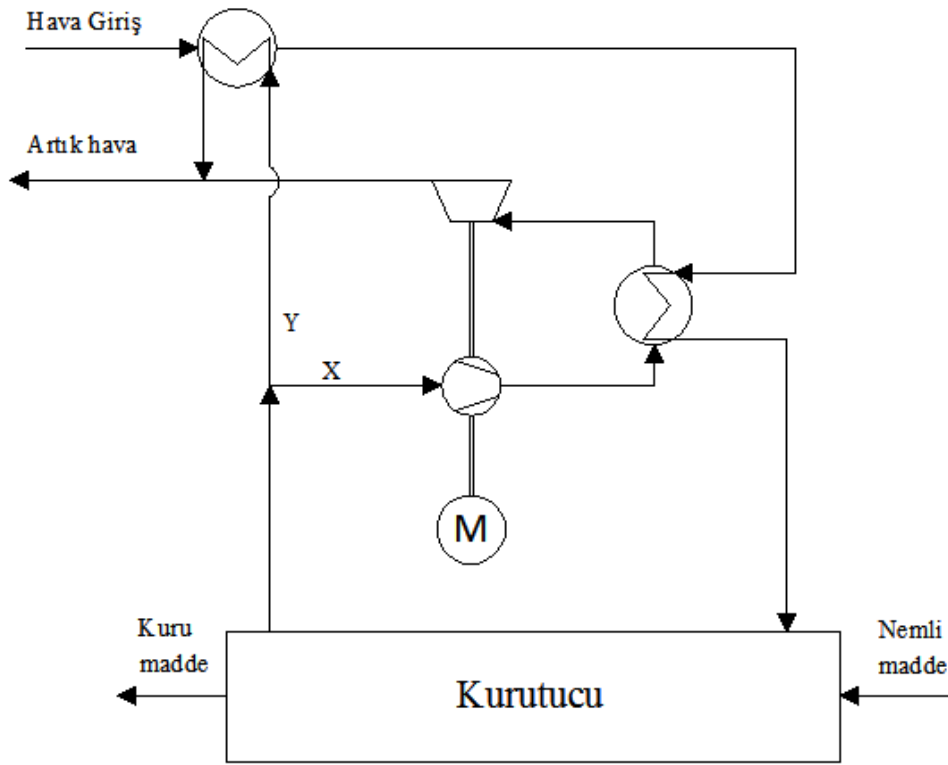 Hava Giriş
Artık hava
Y
X
M
Kuru
madde
Nemli
madde
Kurutucu